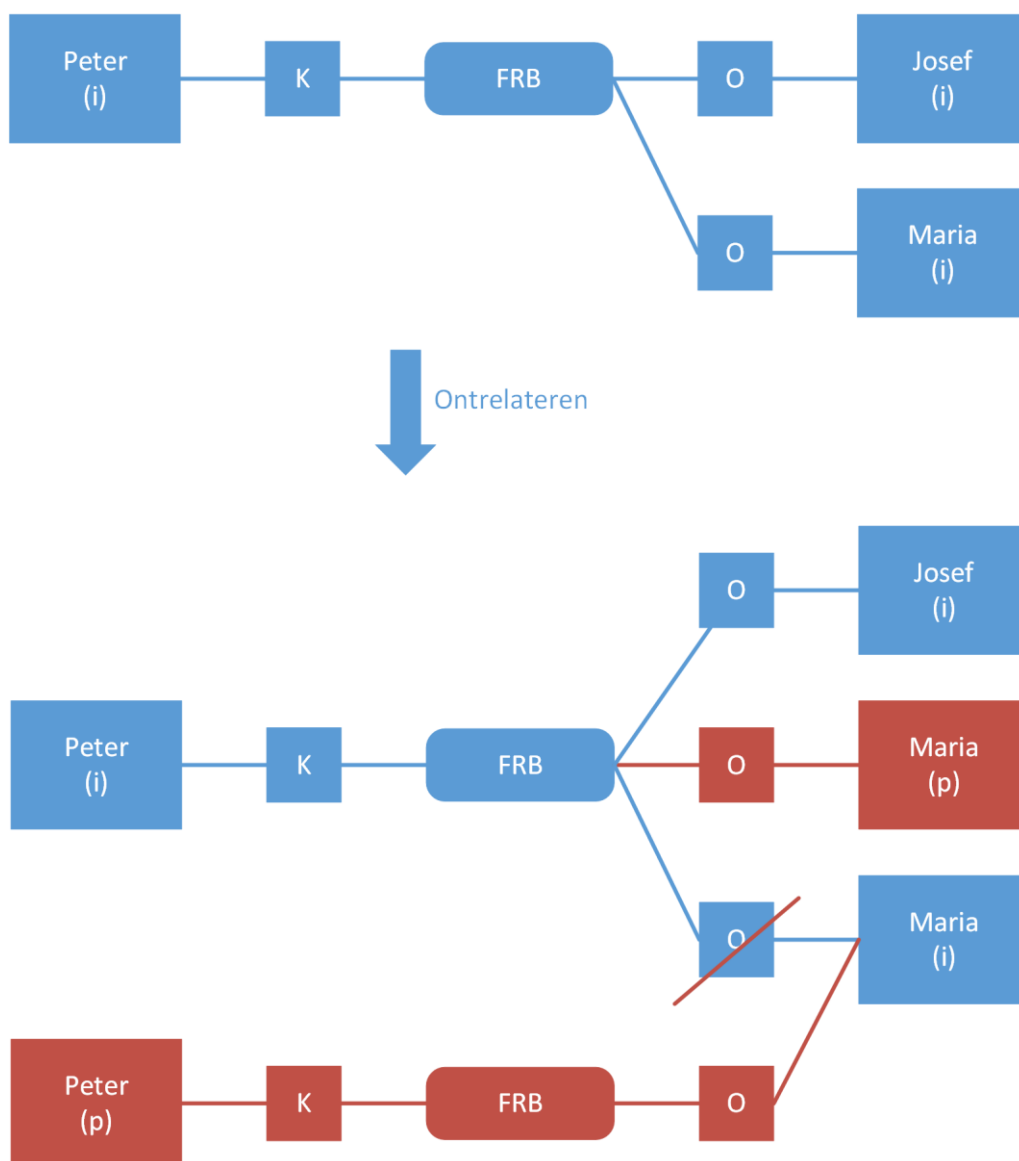 Peter
(i)
K
FRB
O
Josef
(i)
O
Maria
(i)
Ontrelateren
O
Josef
(i)
Peter
(i)
K
FRB
O
Maria
(p)
O
Maria
(i)
Peter
(p)
K
FRB
O